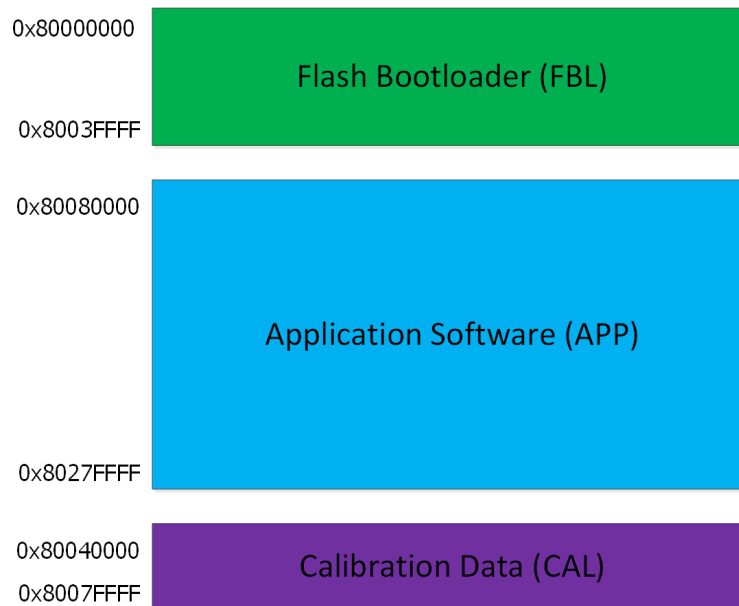 0x80000000
Flash Bootloader (FBL)
0x8003FFFF
0x80080000
Application Software (APP)
0x8027FFFF
0x80040000
Calibration Data (CAL)
0x8007FFFF